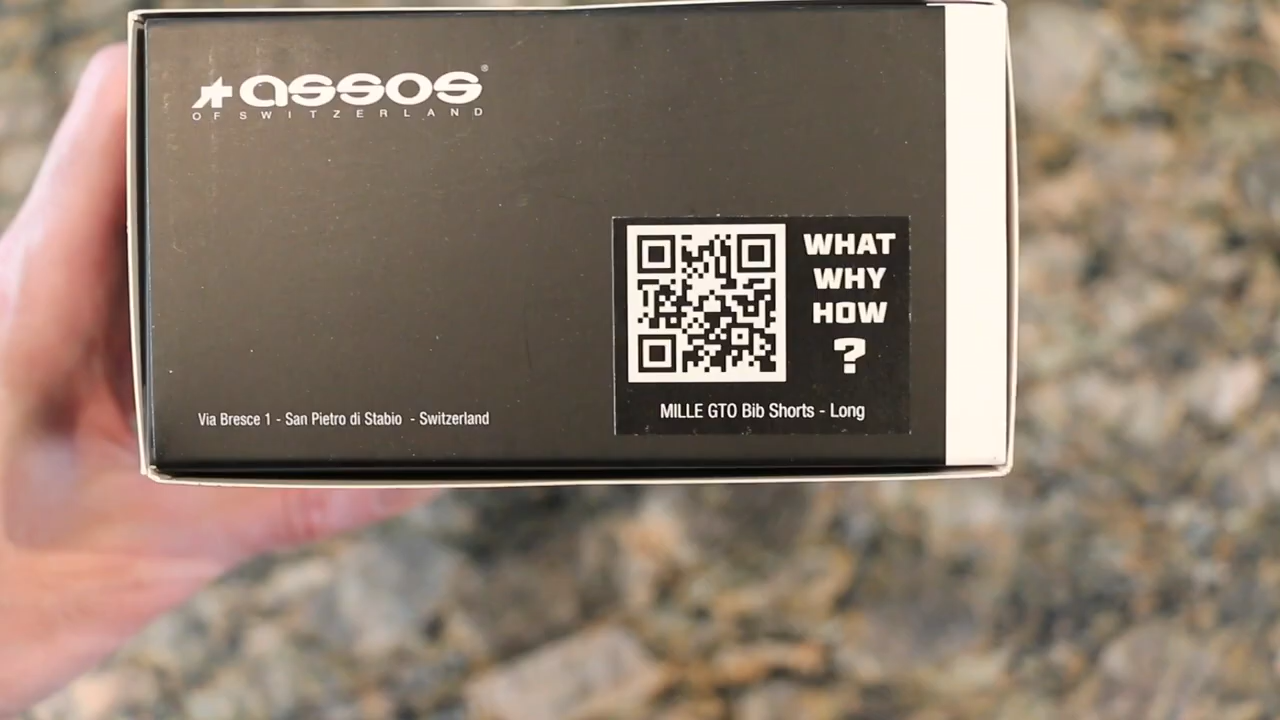 assos®
OF SWITZERLAND
WHAT
WHY
HOW
?
MILLE GTO Bib Shorts - Long
Via Bresce 1 - San Pietro di Stabio - Switzerland